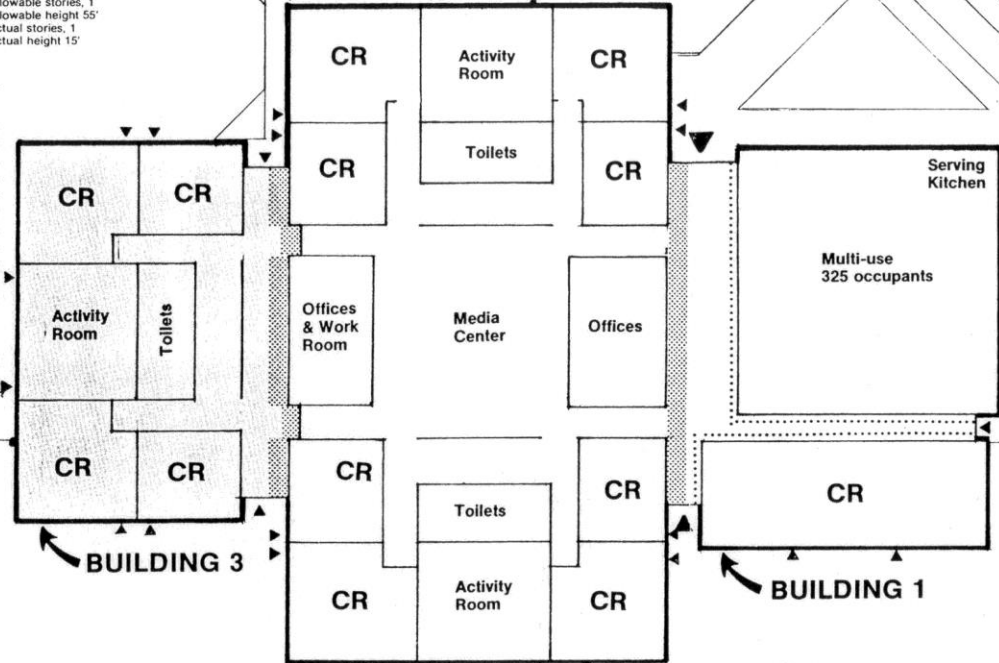 lowable stories, 1
lowable height 55'
ctual stories, 1
ctual height 15'
CR
Activity
Room
CR
CR
Toilets
CR
CR
CR
Serving
Kitchen
Multi-use
325 occupants
Activity
Room
Toilets
Offices
& Work
Room
Media
Center
Offices
CR
CR
CR
Toilets
CR
CR
BUILDING 3
CR
Activity
Room
CR
BUILDING 1